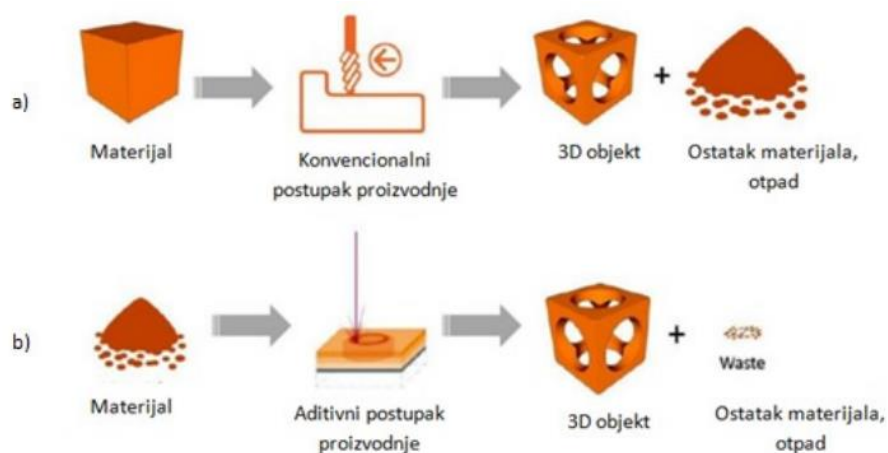 a)
Materijal
Konvencionalni
postupak proizvodnje
3D objekt
+
Ostatak materijala,
otpad
b)
Materijal
Aditivni postupak
proizvodnje
3D objekt
+
Waste
Ostatak materijala,
otpad